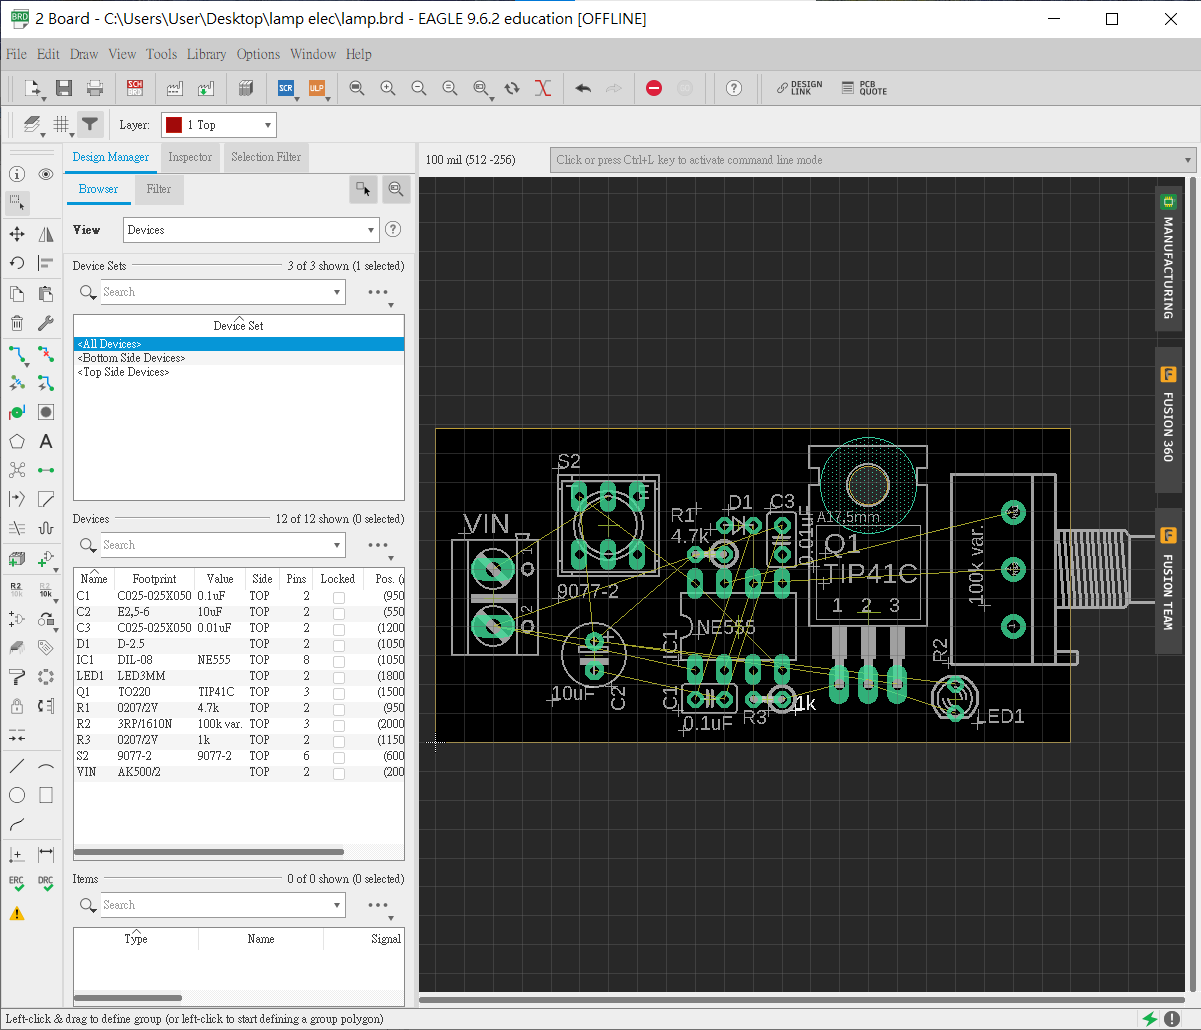 2 Board - C:\Users\User\Desktop\lamp elec\lamp.brd - EAGLE 9.6.2 education [OFFLINE]
File Edit Draw View Tools Library Options Window Help
SCH BRD SCR ULP DESIGN LINK PCB QUOTE
Layer: 1 Top
Design Manager Inspector Selection Filter
100 mil (512 -256)
Click or press Ctrl+L key to activate command line mode
Browser Filter
View Devices
Device Sets 3 of 3 shown (1 selected)
Search
Device Set
<All Devices>
<Bottom Side Devices>
<Top Side Devices>
Devices 12 of 12 shown (0 selected)
Search
Name Footprint Value Side Pins Locked Pos. (
C1 C025-025X050 0.1uF TOP 2 (950
C2 E2,5-6 10uF TOP 2 (550
C3 C025-025X050 0.01uF TOP 2 (1200
D1 D-2.5 TOP 2 (1050
IC1 DIL-08 NE555 TOP 8 (1050
LED1 LED3MM TOP 2 (1800
Q1 TO220 TIP41C TOP 3 (1500
R1 0207/2V 4.7k TOP 2 (950
R2 3RP/1610N 100k var. TOP 3 (2000
R3 0207/2V 1k TOP 2 (1150
S2 9077-2 9077-2 TOP 6 (600
VIN AK500/2 TOP 2 (200
Items 0 of 0 shown (0 selected)
Search
Type Name Signal
R2 10k R2 10k
ERC DRC
MANUFACTURING
FUSION 360
FUSION TEAM
S2
VIN
1
2
9077-2
R1
4.7k
D1
C3
0.01uF
A17,5mm
Q1
TIP41C
1 2 3
100k var.
NE555
IC1
10uF
C2
C1
0.1uF
R3
1k
R2
LED1
Left-click & drag to define group (or left-click to start defining a group polygon)